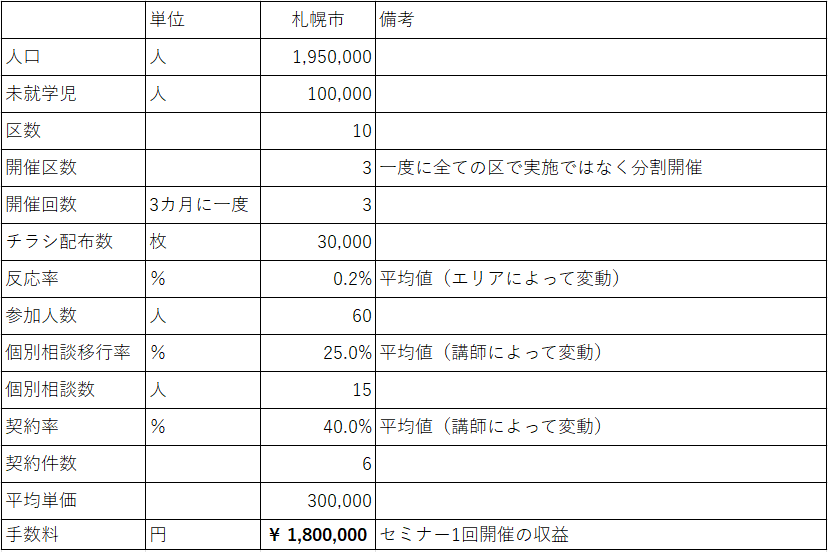 単位 札幌市 備考
人口 人 1,950,000
未就学児 人 100,000
区数 10
開催区数 3 一度に全ての区で実施ではなく分割開催
開催回数 3カ月に一度 3
チラシ配布数 枚 30,000
反応率 % 0.2% 平均値（エリアによって変動）
参加人数 人 60
個別相談移行率 % 25.0% 平均値（講師によって変動）
個別相談数 人 15
契約率 % 40.0% 平均値（講師によって変動）
契約件数 6
平均単価 300,000
手数料 円 ¥ 1,800,000 セミナー1回開催の収益